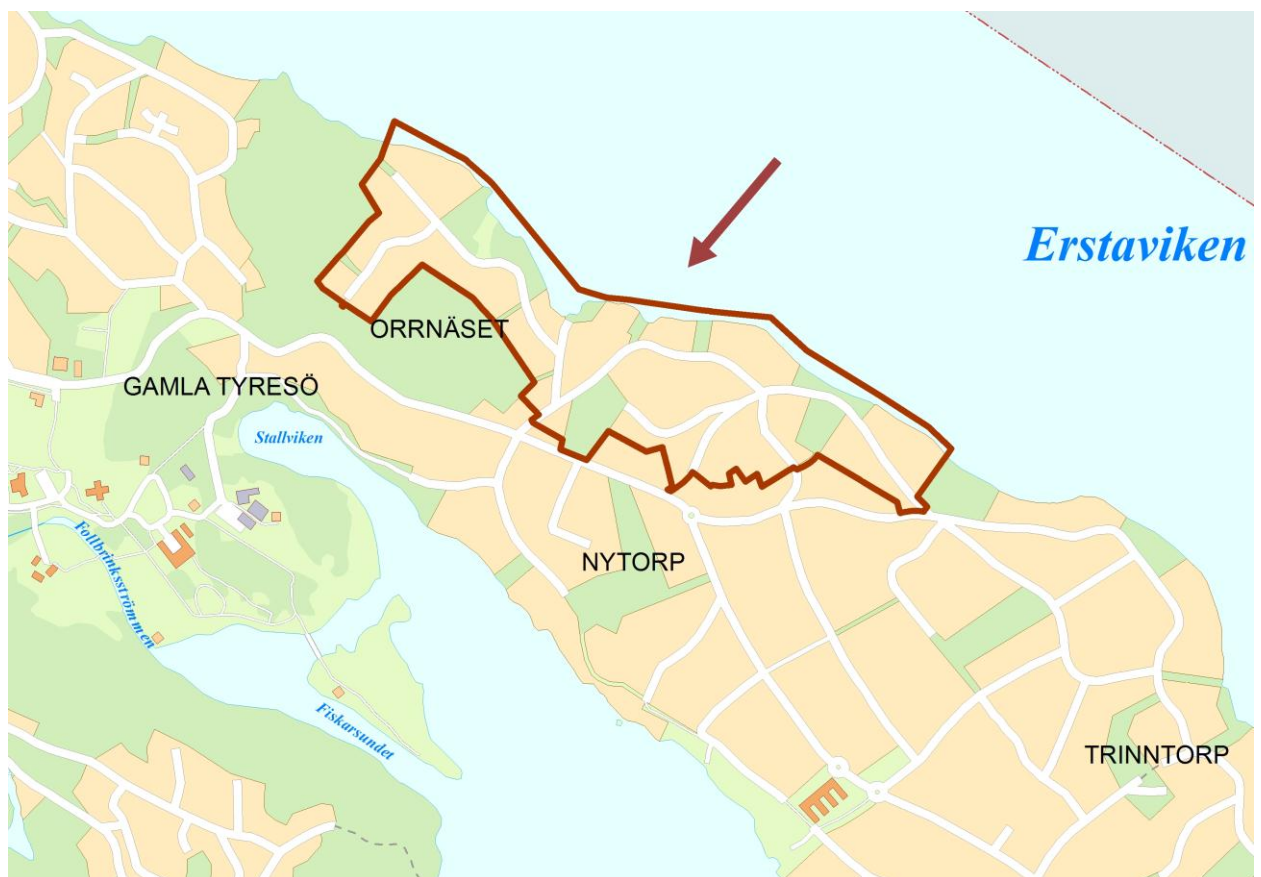 Erstaviken
ORRNÄSET
GAMLA TYRESÖ
Stallviken
Follbrinksströmmen
NYTORP
Fiskarsundet
TRINNTORP